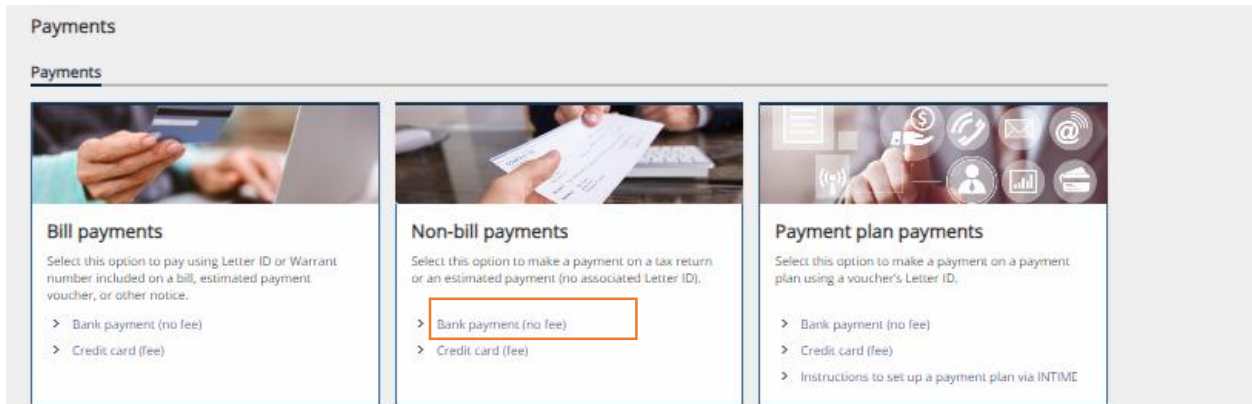 Payments
Payments
Bill payments
Select this option to pay using Letter ID or Warrant
number included on a bill, estimated payment
voucher, or other notice.
> Bank payment (no fee)
> Credit card (fee)
Non-bill payments
Select this option to make a payment on a tax return
or an estimated payment (no associated Letter ID).
> Bank payment (no fee)
> Credit card (fee)
Payment plan payments
Select this option to make a payment on a payment
plan using a voucher's Letter ID.
> Bank payment (no fee)
> Credit card (fee)
> Instructions to set up a payment plan via INTIME